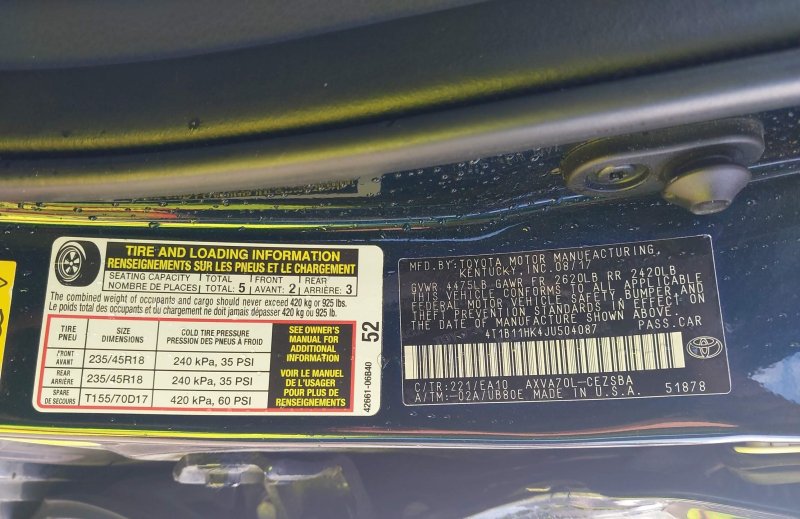 TIRE AND LOADING INFORMATION
RENSEIGNEMENTS SUR LES PNEUS ET LE CHARGEMENT
SEATING CAPACITY TOTAL 5 FRONT 2 REAR 3
NOMBRE DE PLACES TOTAL: AVANT: ARRIÈRE:
The combined weight of occupants and cargo should never exceed 420 kg or 925 lbs.
Le poids total des occupants et du chargement ne doit jamais dépasser 420 kg ou 925 lb.
TIRE SIZE COLD TIRE PRESSURE
PNEU DIMENSIONS PRESSION DES PNEUS À FROID
FRONT
AVANT 235/45R18 240 kPa, 35 PSI
REAR
ARRIÈRE 235/45R18 240 kPa, 35 PSI
SPARE
DE SECOURS T155/70D17 420 kPa, 60 PSI
SEE OWNER'S
MANUAL FOR
ADDITIONAL
INFORMATION
VOIR LE MANUEL
DE L'USAGER
POUR PLUS DE
RENSEIGNEMENTS
52
42661-06B40
MFD.BY:TOYOTA MOTOR MANUFACTURING,
KENTUCKY,INC.08/17
GVWR 4475LB GAWR FR 2620LB RR 2420LB
THIS VEHICLE CONFORMS TO ALL APPLICABLE
FEDERAL MOTOR VEHICLE SAFETY,BUMPER, AND
THEFT PREVENTION STANDARDS IN EFFECT ON
THE DATE OF MANUFACTURE SHOWN ABOVE.
4T1B11HK4JU504087 PASS.CAR
C/TR:221/EA10 AXVA70L-CEZSBA
A/TM:-02A/UB80E MADE IN U.S.A. 51878